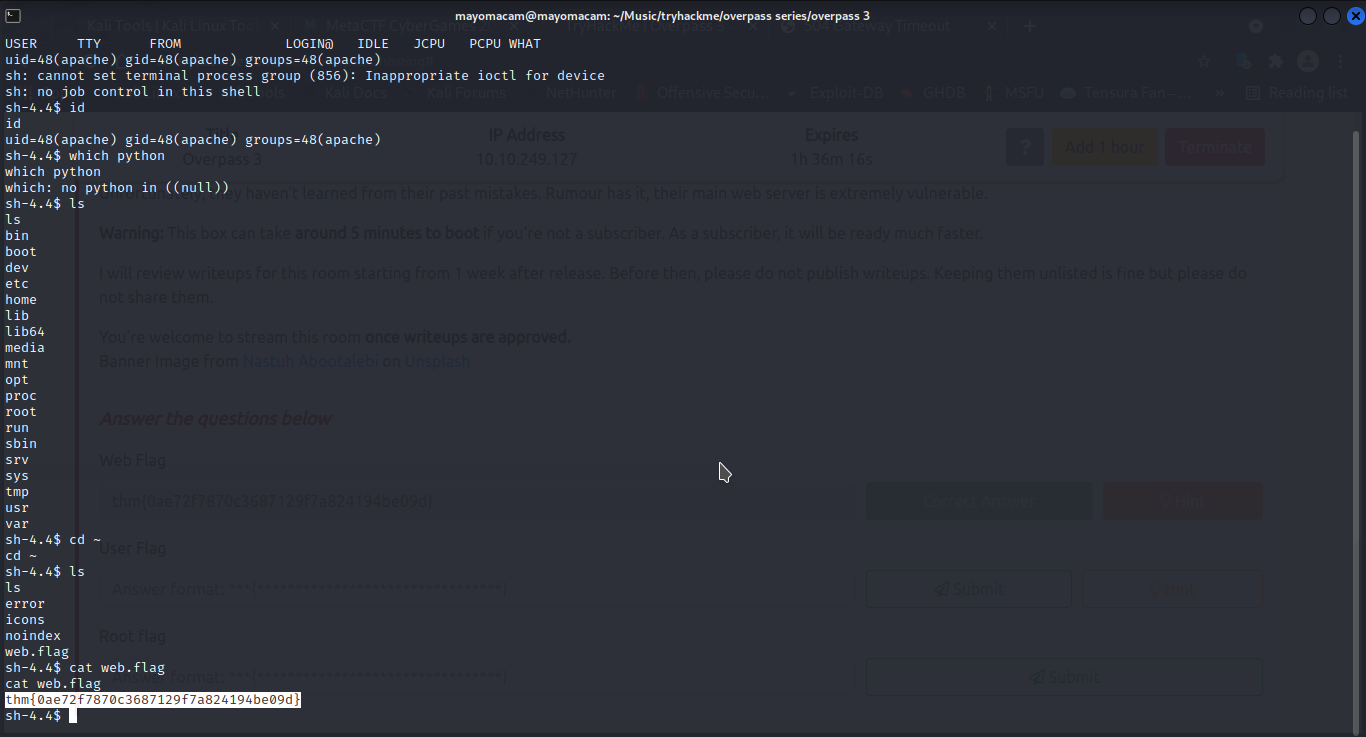 mayomacam@mayomacam: ~/Music/tryhackme/overpass series/overpass 3
Kali Tools | Kali Linux Too
MetaCTF CyberGames 2
504 Gateway Timeout
USER     TTY      FROM             LOGIN@   IDLE   JCPU   PCPU WHAT
uid=48(apache) gid=48(apache) groups=48(apache)
sh: cannot set terminal process group (856): Inappropriate ioctl for device
sh: no job control in this shell
Kali Docs Kali Forums NetHunter Offensive Secu... Exploit-DB GHDB MSFU Tensura Fan –... » Reading list
sh-4.4$ id
id
uid=48(apache) gid=48(apache) groups=48(apache)
Title IP Address Expires
Overpass 3 10.10.249.127 1h 36m 16s
? Add 1 hour Terminate
sh-4.4$ which python
which python
which: no python in ((null))
Unfortunately, they haven't learned from their past mistakes. Rumour has it, their main web server is extremely vulnerable.
Warning: This box can take around 5 minutes to boot if you're not a subscriber. As a subscriber, it will be ready much faster.
I will review writeups for this room starting from 1 week after release. Before then, please do not publish writeups. Keeping them unlisted is fine but please do
not share them.
You're welcome to stream this room once writeups are approved.
Banner Image from Nastuh Abootalebi on Unsplash
Answer the questions below
Web Flag
thm{0ae72f7870c3687129f7a824194be09d}
Correct Answer
Hint
User Flag
Answer format: ***{********************************}
Submit
Hint
Root flag
Submit
sh-4.4$ ls
ls
bin
boot
dev
etc
home
lib
lib64
media
mnt
opt
proc
root
run
sbin
srv
sys
tmp
usr
var
sh-4.4$ cd ~
cd ~
sh-4.4$ ls
ls
error
icons
noindex
web.flag
sh-4.4$ cat web.flag
cat web.flag
thm{0ae72f7870c3687129f7a824194be09d}
sh-4.4$